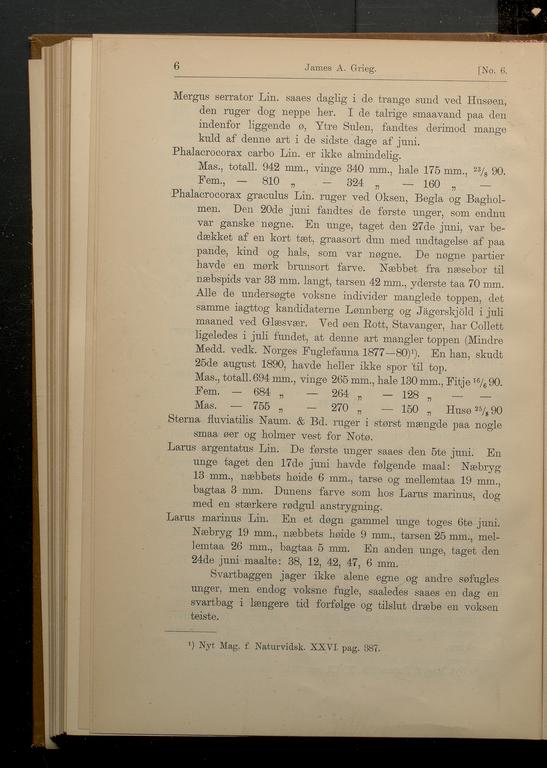 6
James A. Grieg.
[No. 6.
Mergus serrator Lin. saaes daglig i de trange sund ved Husøen,
den ruger dog neppe her. I de talrige smaavand paa den
indenfor liggende ø, Ytre Sulen, fandtes derimod mange
kuld af denne art i de sidste dage af juni.
Phalacrocorax carbo Lin. er ikke almindelig.
Mas., totall. 942 mm., vinge 340 mm., hale 175 mm., 23/8 90.
Fem., — 810 „ — 324 „ — 160 „ —
Phalacrocorax graculus Lin. ruger ved Oksen, Begla og Baghol-
men. Den 20de juni fandtes de første unger, som endnu
var ganske nøgne. En unge, taget den 27de juni, var be-
dækket af en kort tæt, graasort dun med undtagelse af paa
pande, kind og hals, som var nøgne. De nøgne partier
havde en mørk brunsort farve. Næbbet fra næsebor til
næbspids var 33 mm. langt, tarsen 42 mm., yderste taa 70 mm.
Alle de undersøgte voksne individer manglede toppen, det
samme iagttog kandidaterne Lønnberg og Jägerskjöld i juli
maaned ved Glæsvær. Ved øen Rott, Stavanger, har Collett
ligeledes i juli fundet, at denne art mangler toppen (Mindre
Medd. vedk. Norges Fuglefauna 1877—80)¹). En han, skudt
25de august 1890, havde heller ikke spor til top.
Mas., totall. 694 mm., vinge 265 mm., hale 130 mm., Fitje 16/6 90.
Fem. — 684 „ — 264 „ — 128 „ — —
Mas. — 755 „ — 270 „ — 150 „ Husø 25/8 90
Sterna fluviatilis Naum. & Bd. ruger i størst mængde paa nogle
smaa øer og holmer vest for Notø.
Larus argentatus Lin. De første unger saaes den 5te juni. En
unge taget den 17de juni havde følgende maal: Næbryg
13 mm., næbbets høide 6 mm., tarse og mellemtaa 19 mm.,
bagtaa 3 mm. Dunens farve som hos Larus marinus, dog
med en stærkere rødgul anstrygning.
Larus marinus Lin. En et døgn gammel unge toges 6te juni.
Næbryg 19 mm., næbbets høide 9 mm., tarsen 25 mm., mel-
lemtaa 26 mm., bagtaa 5 mm. En anden unge, taget den
24de juni maalte: 38, 12, 42, 47, 6 mm.
Svartbaggen jager ikke alene egne og andre søfugles
unger, men endog voksne fugle, saaledes saaes en dag en
svartbag i længere tid forfølge og tilslut dræbe en voksen
teiste.
¹) Nyt Mag. f Naturvidsk. XXVI pag. 387.